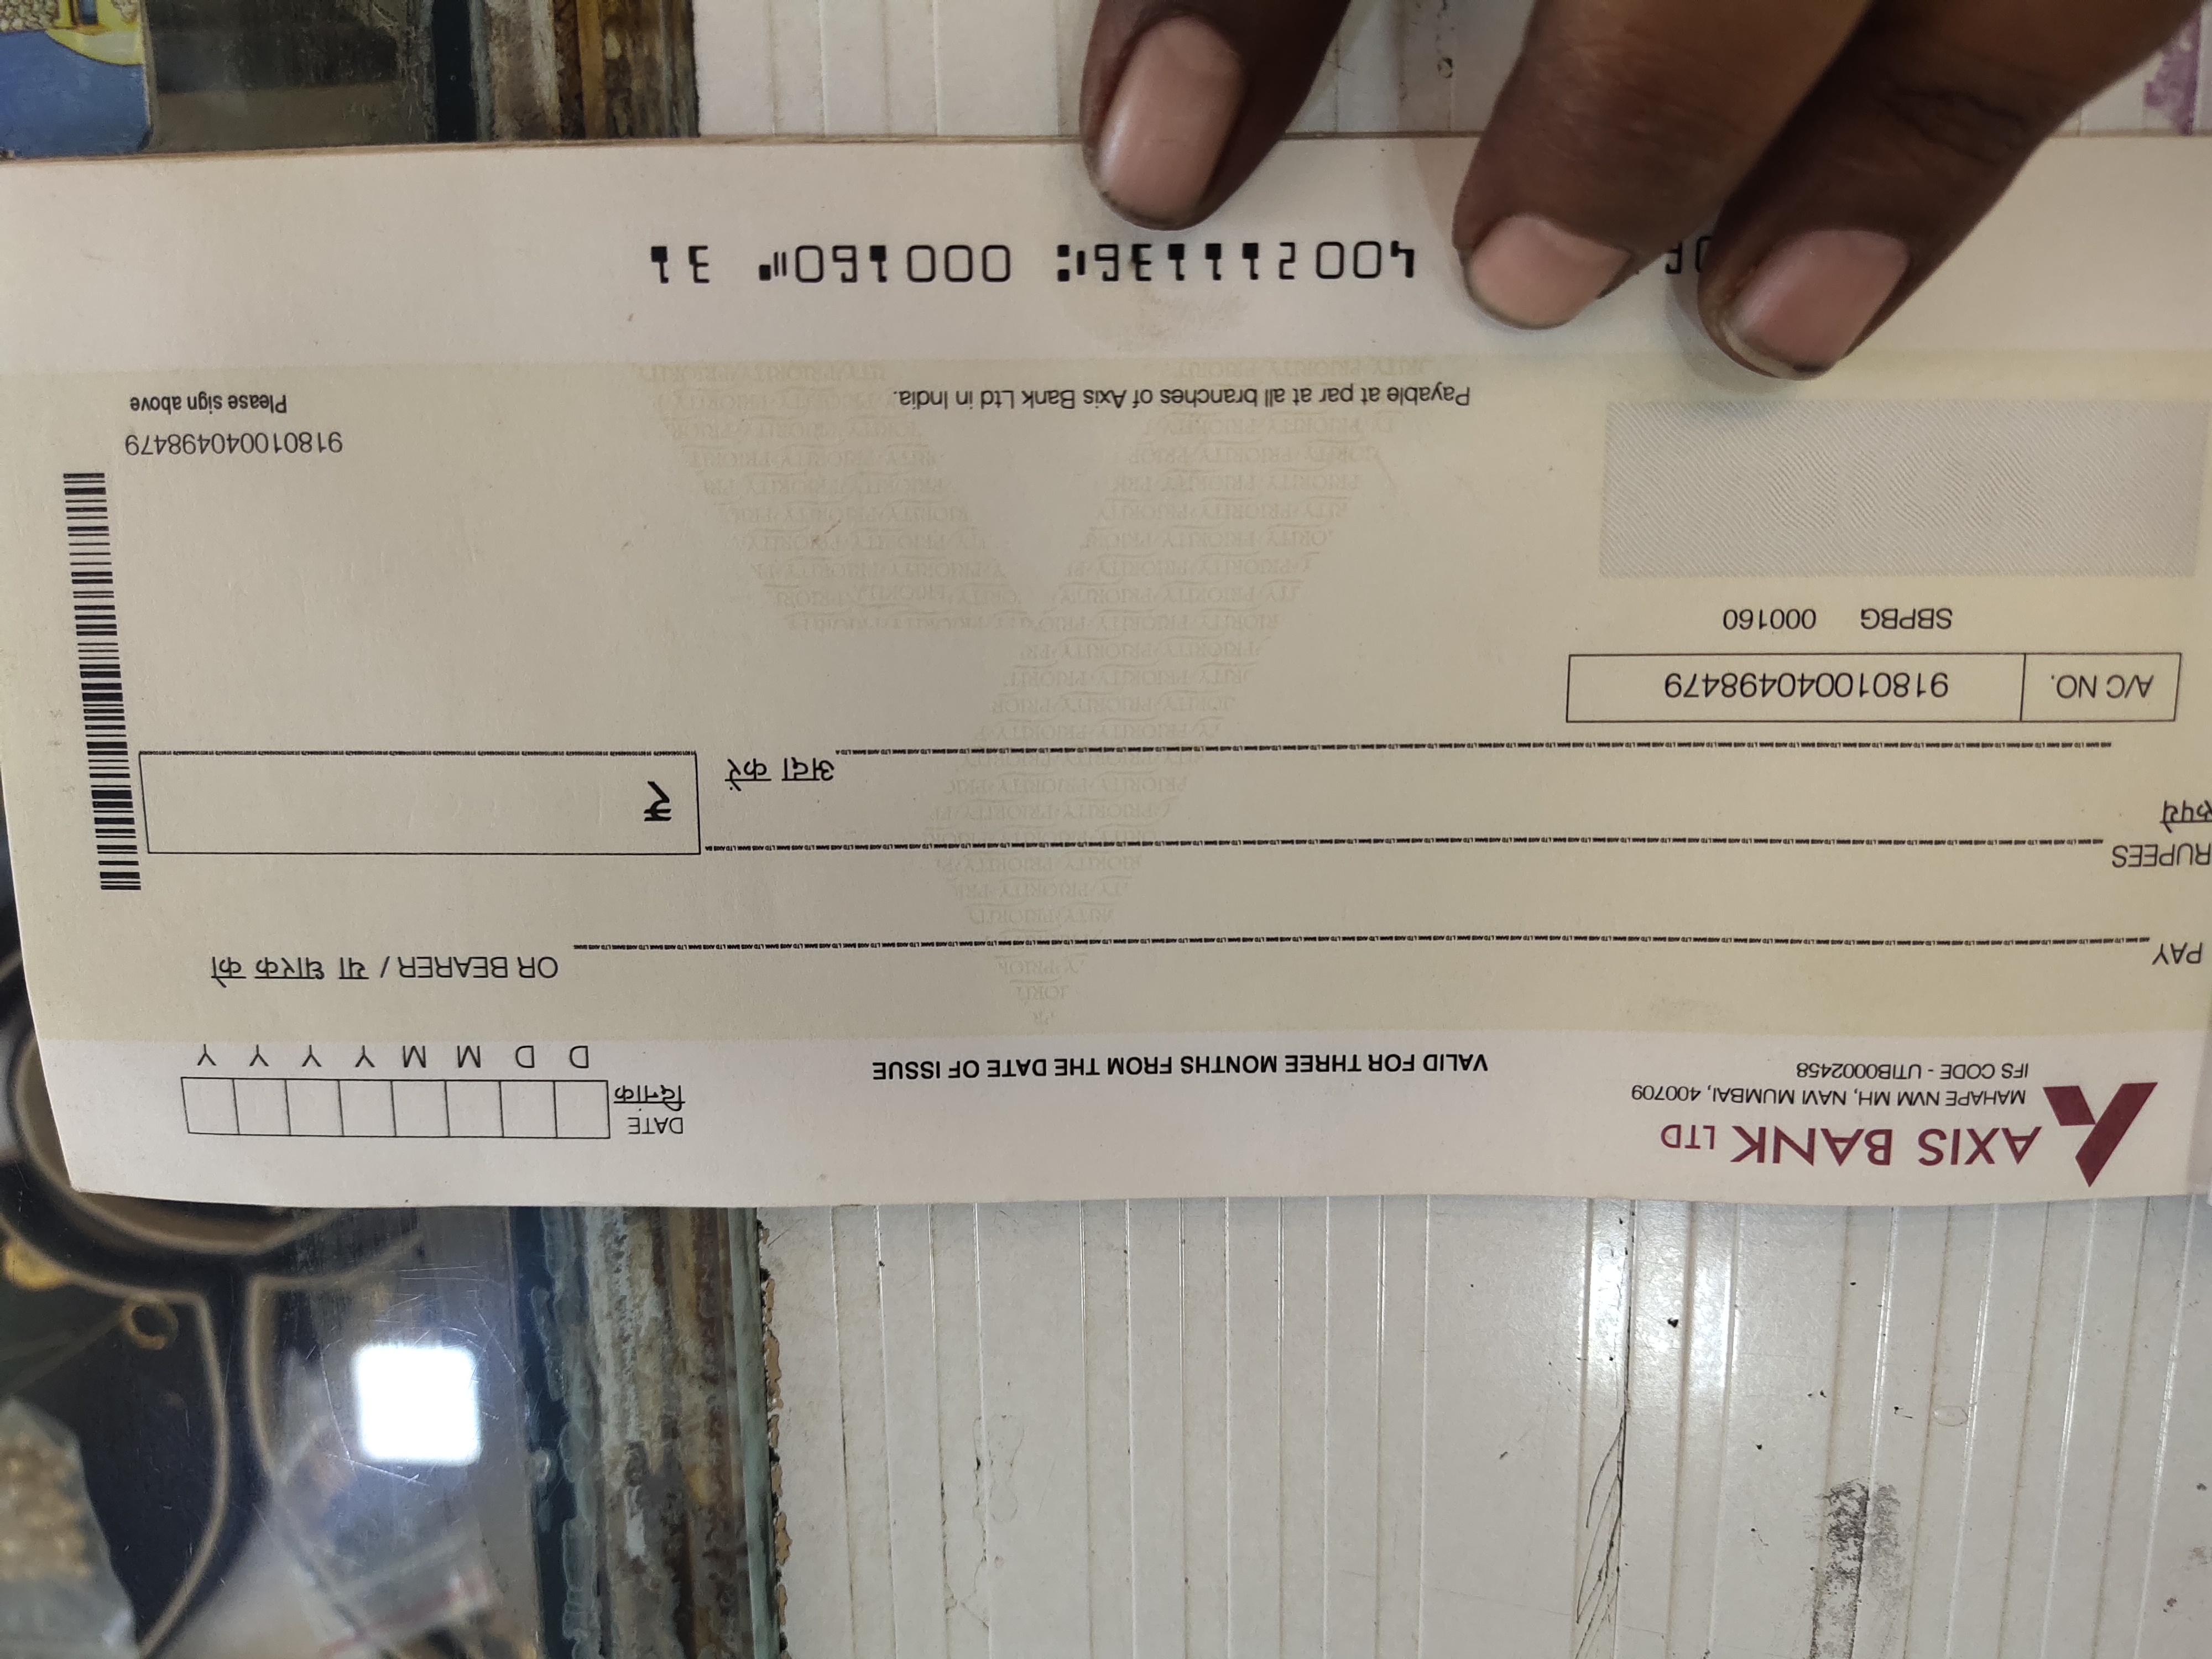 AXIS BANK LTD
MAHAPE NVM MH, NAVI MUMBAI, 400709
IFS CODE - UTIB0002458
VALID FOR THREE MONTHS FROM THE DATE OF ISSUE
DATE
दिनांक
D D M M Y Y Y Y
PAY
OR BEARER / या धारक को
RUPEES
रुपये
अदा करें
₹
A/C NO. 918010040498479
SBPBG 000160
918010040498479
Payable at par at all branches of Axis Bank Ltd in India.
Please sign above
400211136⑆ 000160⑈ 31